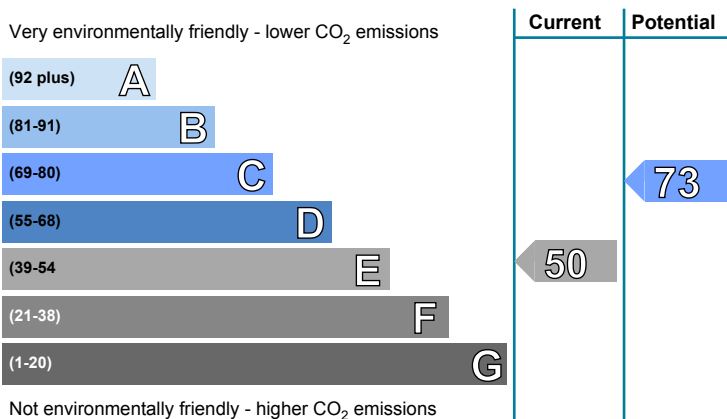 Current Potential
Very environmentally friendly - lower CO₂ emissions
(92 plus) A
(81-91) B
(69-80) C
73
(55-68) D
(39-54 E
50
(21-38) F
(1-20) G
Not environmentally friendly - higher CO₂ emissions